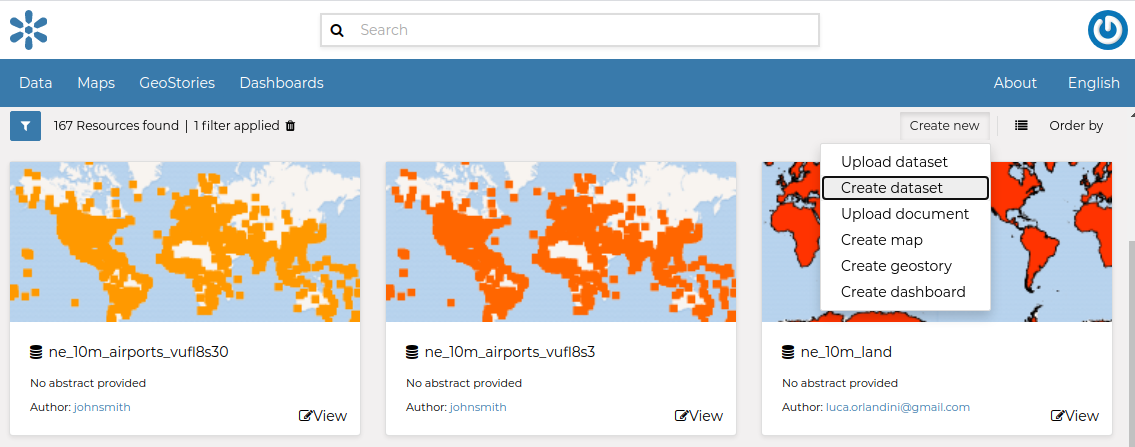 Search
Data Maps GeoStories Dashboards About English
167 Resources found | 1 filter applied Create new Order by
Upload dataset
Create dataset
Upload document
Create map
Create geostory
Create dashboard
ne_10m_airports_vufl8s30
No abstract provided
Author: johnsmith
View
ne_10m_airports_vufl8s3
No abstract provided
Author: johnsmith
View
ne_10m_land
No abstract provided
Author: luca.orlandini@gmail.com
View